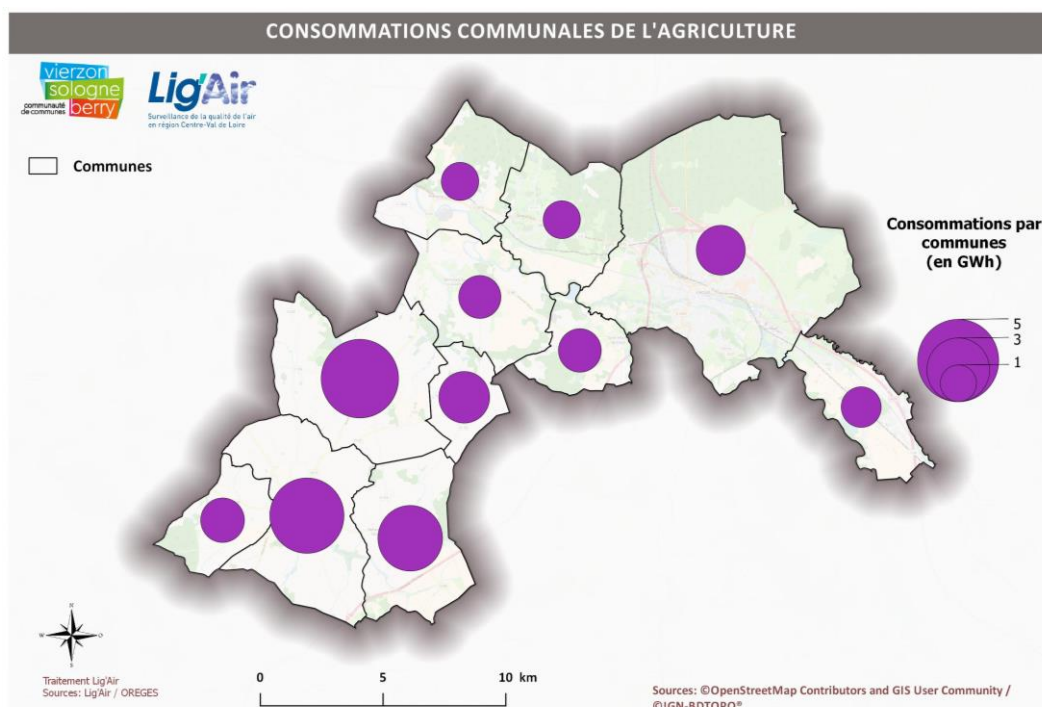 CONSOMMATIONS COMMUNALES DE L'AGRICULTURE
vierzon
sologne
communauté
de communes
berry
Lig'Air
Surveillance de la qualité de l'air
en région Centre-Val de Loire
Communes
Consommations par
communes
(en GWh)
5
3
1
N
W
O
S
Traitement Lig'Air
Sources: Lig'Air / OREGES
0
5
10 km
Sources: ©OpenStreetMap Contributors and GIS User Community /
©IGN-BDTOPO®